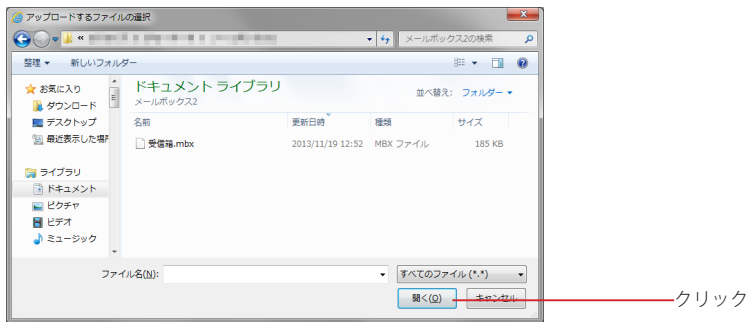 アップロードするファイルの選択
«
メールボックス2の検索
整理 ▼ 新しいフォルダー
お気に入り
ダウンロード
デスクトップ
最近表示した場所
ライブラリ
ドキュメント
ピクチャ
ビデオ
ミュージック
ドキュメント ライブラリ
メールボックス2
並べ替え: フォルダー ▼
名前 更新日時 種類 サイズ
受信箱.mbx 2013/11/19 12:52 MBX ファイル 185 KB
ファイル名(N):
すべてのファイル (*.*)
開く(O) キャンセル
クリック